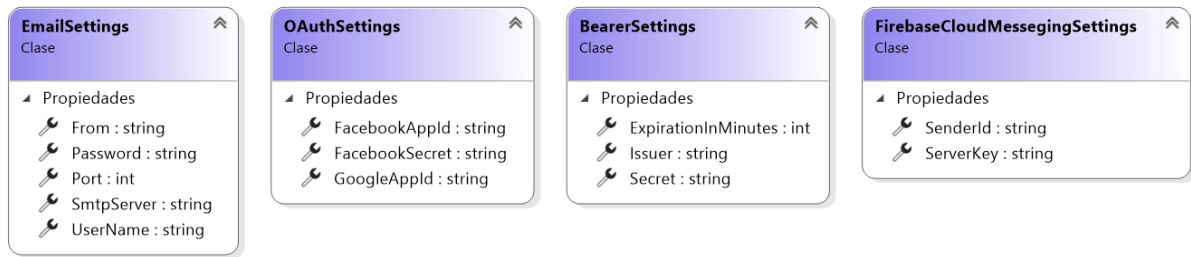 EmailSettings
Clase
Propiedades
From : string
Password : string
Port : int
SmtpServer : string
UserName : string
OAuthSettings
Clase
Propiedades
FacebookAppId : string
FacebookSecret : string
GoogleAppId : string
BearerSettings
Clase
Propiedades
ExpirationInMinutes : int
Issuer : string
Secret : string
FirebaseCloudMessegingSettings
Clase
Propiedades
SenderId : string
ServerKey : string